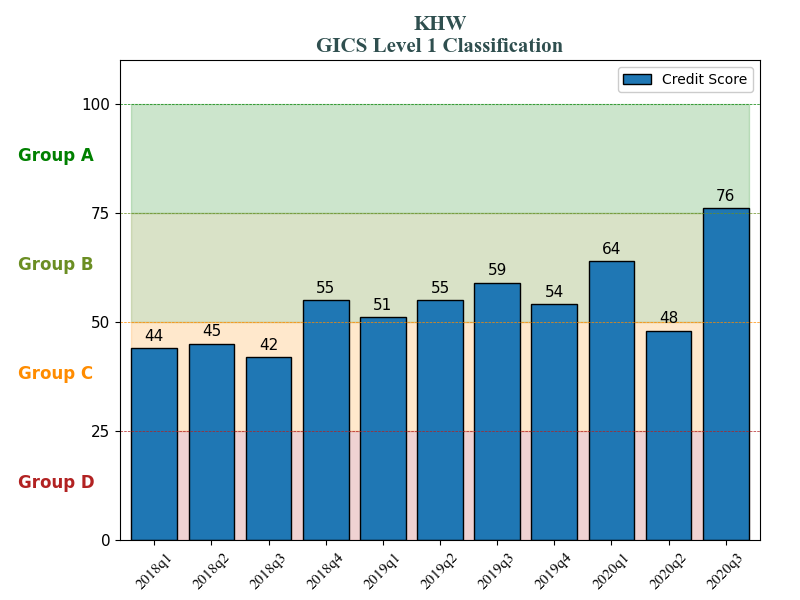 KHW
GICS Level 1 Classification
Credit Score
100
Group A
76
75
64
Group B
59
55
55
54
51
50
48
44
45
42
Group C
25
Group D
0
2018q1
2018q2
2018q3
2018q4
2019q1
2019q2
2019q3
2019q4
2020q1
2020q2
2020q3